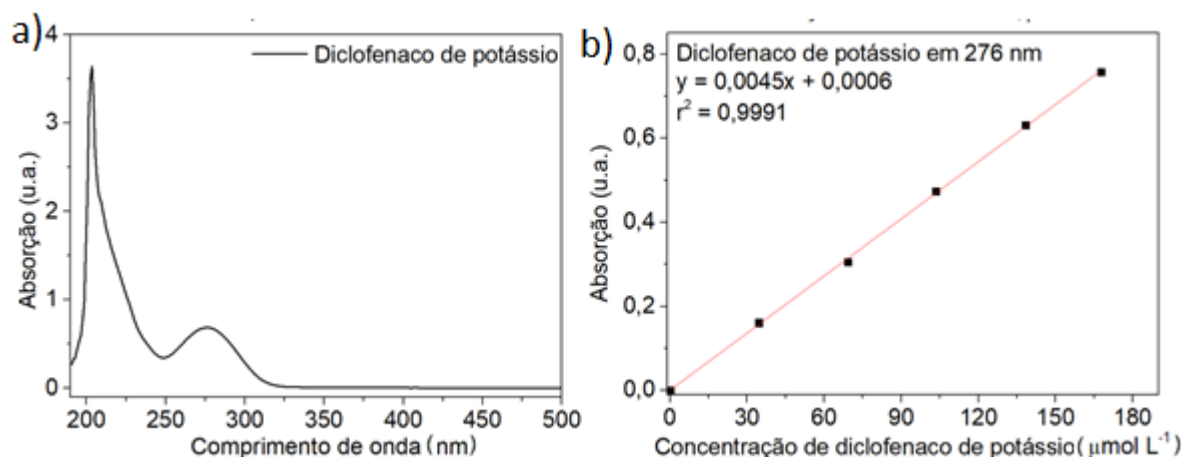 a)
4
3
2
1
0
Absorção (u.a.)
Diclofenaco de potássio
200 250 300 350 400 450 500
Comprimento de onda (nm)
b)
0,8
0,6
0,4
0,2
0,0
Absorção (u.a.)
Diclofenaco de potássio em 276 nm
y = 0,0045x + 0,0006
r² = 0,9991
0 30 60 90 120 150 180
Concentração de diclofenaco de potássio( μmol L⁻¹)